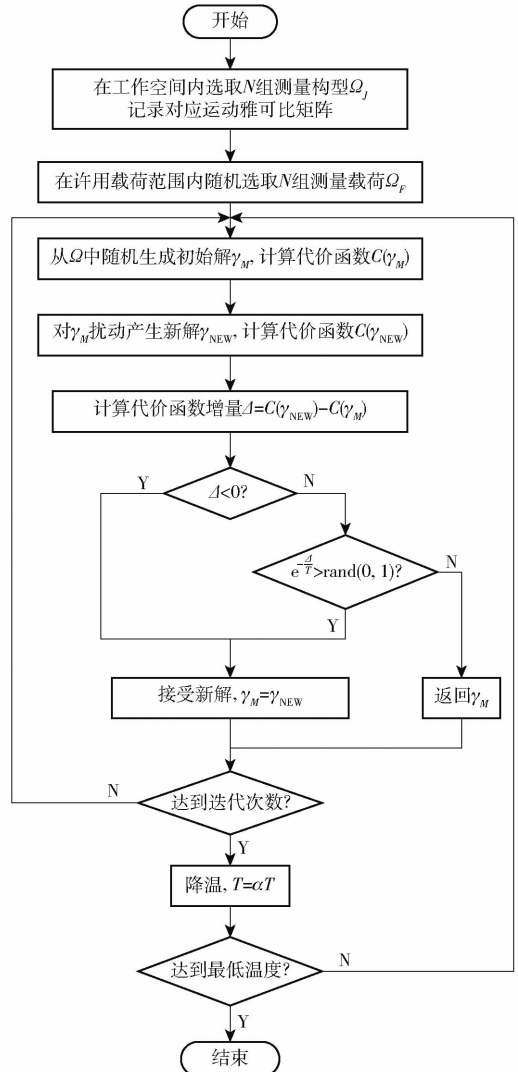 开始
在工作空间内选取N组测量构型Ω_J
记录对应运动雅可比矩阵
在许用载荷范围内随机选取N组测量载荷Ω_F
从Ω中随机生成初始解γ_M, 计算代价函数C(γ_M)
对γ_M扰动产生新解γ_NEW, 计算代价函数C(γ_NEW)
计算代价函数增量Δ=C(γ_NEW)−C(γ_M)
Y
Δ<0?
N
e^{-Δ/T}>rand(0, 1)?
N
Y
接受新解, γ_M=γ_NEW
返回γ_M
N
达到迭代次数?
Y
降温, T=αT
达到最低温度?
N
Y
结束